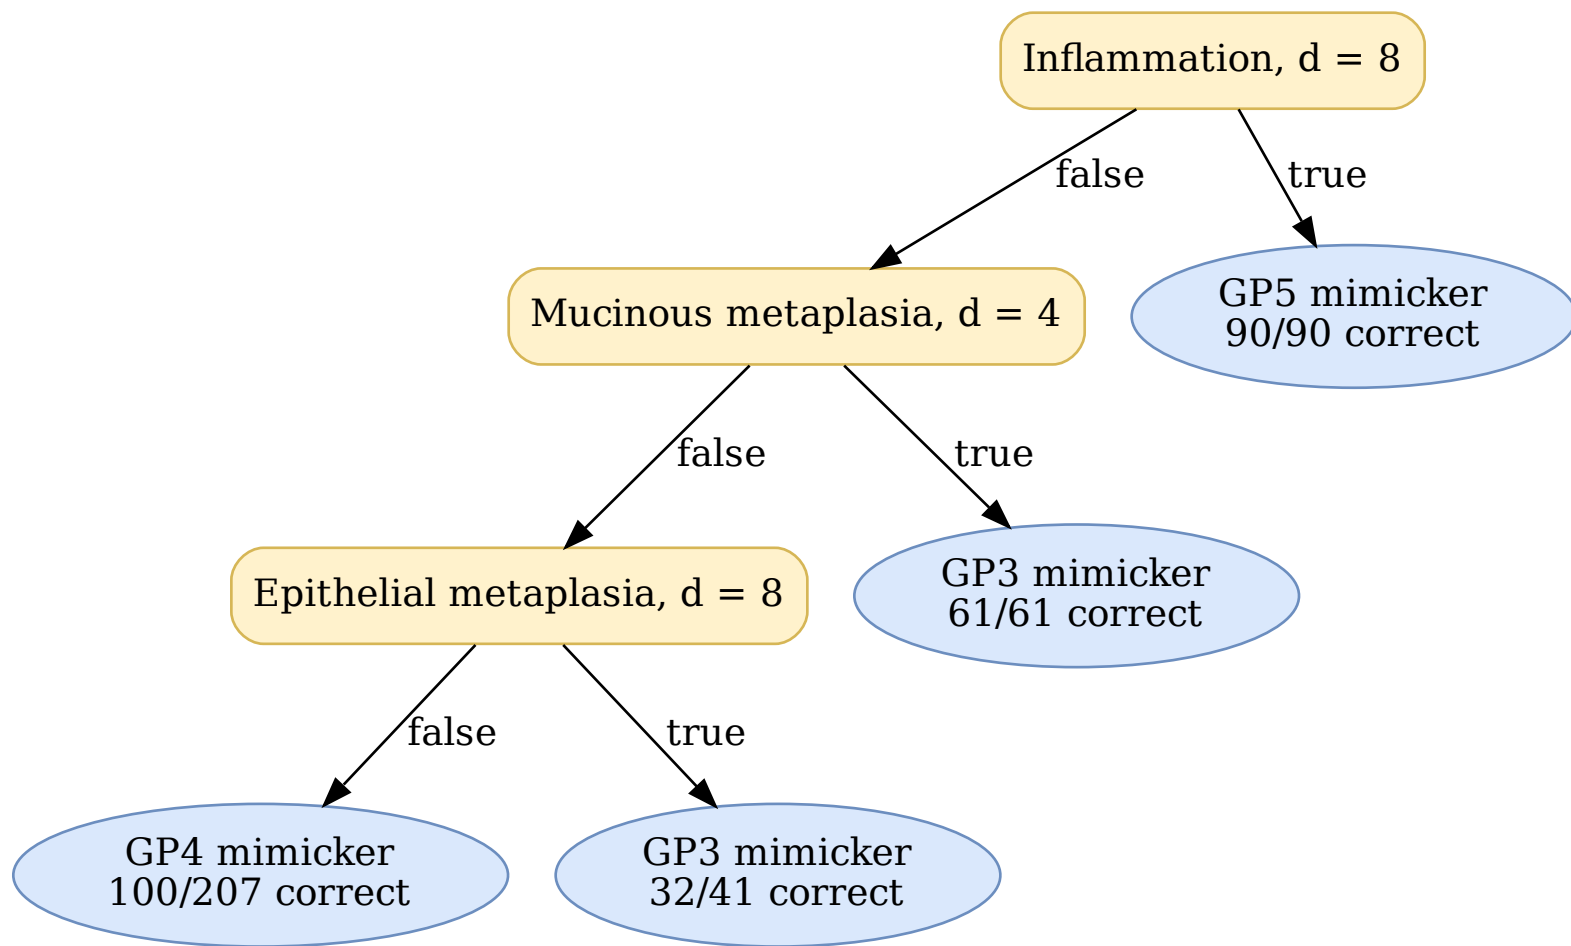 Inflammation, d = 8
false
true
Mucinous metaplasia, d = 4
GP5 mimicker
90/90 correct
false
true
Epithelial metaplasia, d = 8
GP3 mimicker
61/61 correct
false
true
GP4 mimicker
100/207 correct
GP3 mimicker
32/41 correct